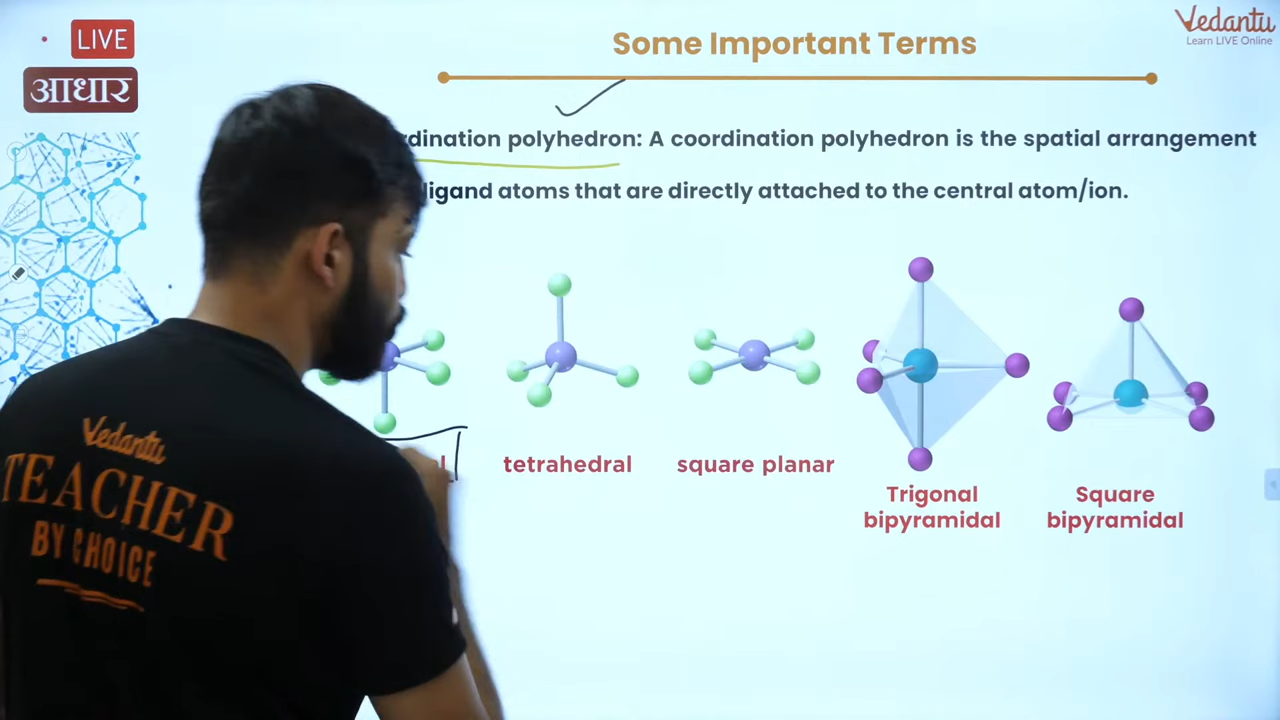 LIVE
आधार
Vedantu
Learn LIVE Online
Some Important Terms
rdination polyhedron: A coordination polyhedron is the spatial arrangement
ligand atoms that are directly attached to the central atom/ion.
l
tetrahedral
square planar
Trigonal
bipyramidal
Square
bipyramidal
Vedantu
TEACHER
BY CHOICE